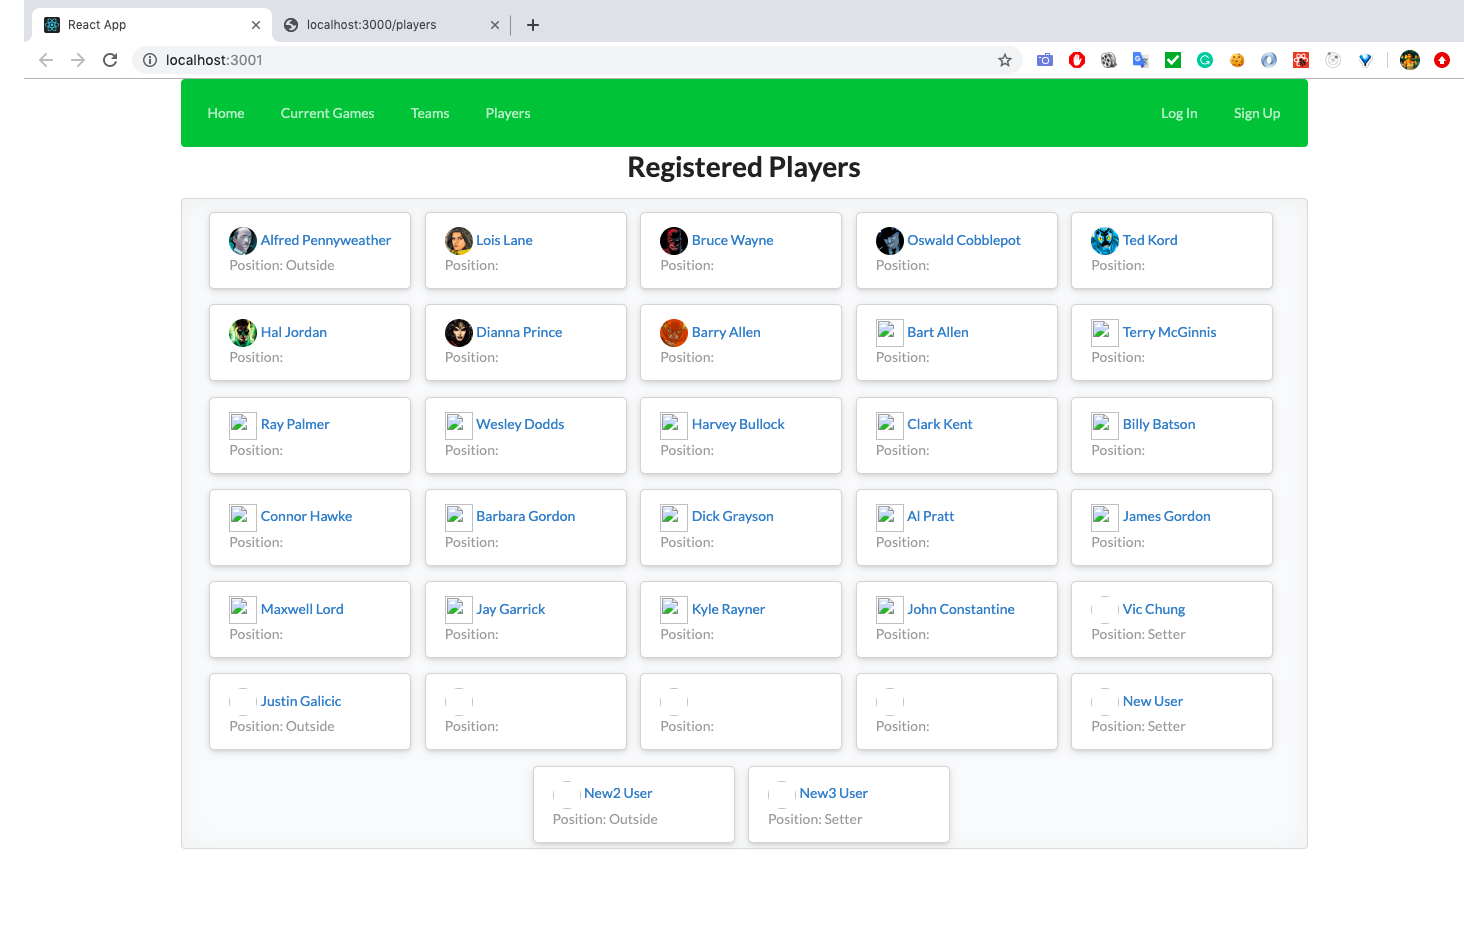 React App
localhost:3000/players
localhost:3001
Home Current Games Teams Players Log In Sign Up
Registered Players
Alfred Pennyweather Lois Lane Bruce Wayne Oswald Cobblepot Ted Kord
Position: Outside Position: Position: Position: Position:
Hal Jordan Dianna Prince Barry Allen Bart Allen Terry McGinnis
Position: Position: Position: Position: Position:
Ray Palmer Wesley Dodds Harvey Bullock Clark Kent Billy Batson
Position: Position: Position: Position: Position:
Connor Hawke Barbara Gordon Dick Grayson Al Pratt James Gordon
Position: Position: Position: Position: Position:
Maxwell Lord Jay Garrick Kyle Rayner John Constantine Vic Chung
Position: Position: Position: Position: Position: Setter
Justin Galicic New User
Position: Outside Position: Position: Position: Position: Setter
New2 User New3 User
Position: Outside Position: Setter